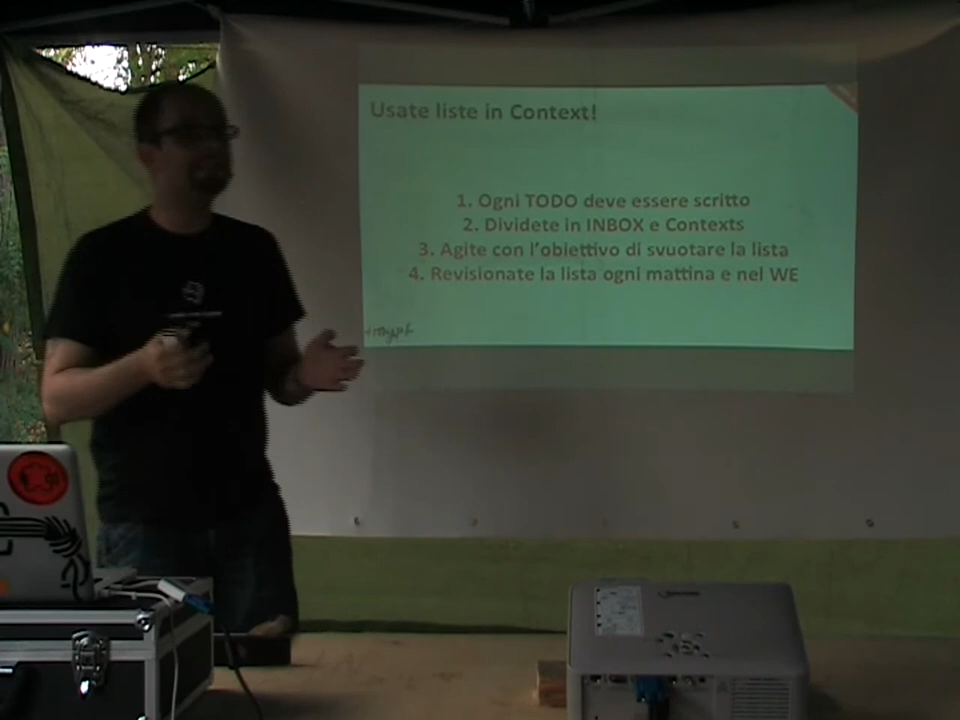 Usate liste in Context!
1. Ogni TODO deve essere scritto
2. Dividete in INBOX e Contexts
3. Agite con l'obiettivo di svuotare la lista
4. Revisionate la lista ogni mattina e nel WE